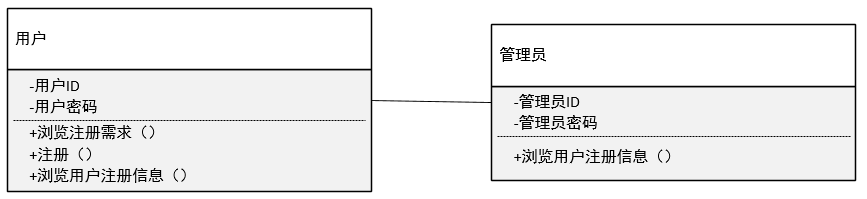 用户
-用户ID
-用户密码
+浏览注册需求（）
+注册（）
+浏览用户注册信息（）
管理员
-管理员ID
-管理员密码
+浏览用户注册信息（）